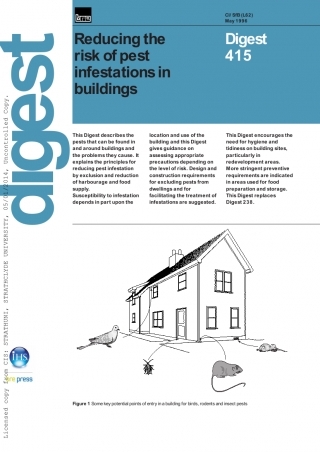 CI SfB (L62)
May 1996
Reducing the
risk of pest
infestations in
buildings
Digest
415
digest
This Digest describes the
pests that can be found in
and around buildings and
the problems they cause. It
explains the principles for
reducing pest infestation
by exclusion and reduction
of harbourage and food
supply.
Susceptibility to infestation
depends in part upon the
location and use of the
building and this Digest
gives guidance on
assessing appropriate
precautions depending on
the level of risk. Design and
construction requirements
for excluding pests from
dwellings and for
facilitating the treatment of
infestations are suggested.
This Digest encourages the
need for hygiene and
tidiness on building sites,
particularly in
redevelopment areas.
More stringent preventive
requirements are indicated
in areas used for food
preparation and storage.
This Digest replaces
Digest 238.
IHS
press
Figure 1 Some key potential points of entry in a building for birds, rodents and insect pests
Licensed copy from CIS: STRATHUNI, STRATHCLYDE UNIVERSITY, 05/02/2014, Uncontrolled Copy.